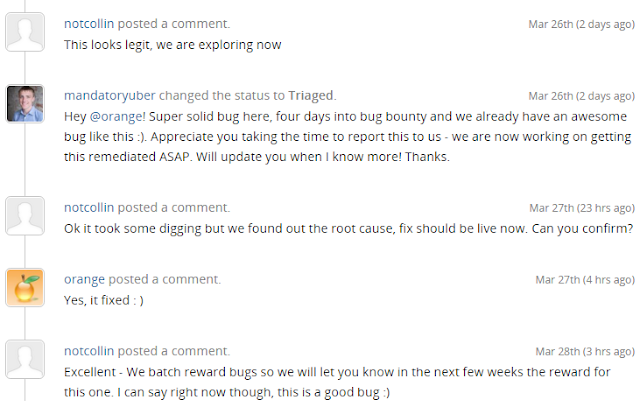 notcollin posted a comment. Mar 26th (2 days ago)
This looks legit, we are exploring now
mandatoryuber changed the status to Triaged. Mar 26th (2 days ago)
Hey @orange! Super solid bug here, four days into bug bounty and we already have an awesome
bug like this :). Appreciate you taking the time to report this to us - we are now working on getting
this remediated ASAP. Will update you when I know more! Thanks.
notcollin posted a comment. Mar 27th (23 hrs ago)
Ok it took some digging but we found out the root cause, fix should be live now. Can you confirm?
orange posted a comment. Mar 27th (4 hrs ago)
Yes, it fixed : )
notcollin posted a comment. Mar 28th (3 hrs ago)
Excellent - We batch reward bugs so we will let you know in the next few weeks the reward for
this one. I can say right now though, this is a good bug :)